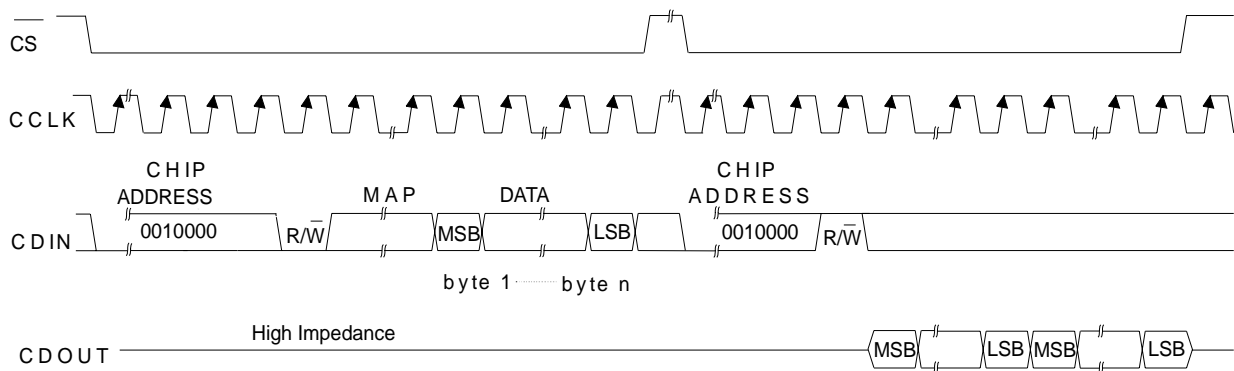 CS
CCLK
CHIP ADDRESS
MAP
DATA
CHIP ADDRESS
CDIN
0010000
R/W
MSB
LSB
0010000
R/W
byte 1
byte n
High Impedance
CDOUT
MSB
LSB
MSB
LSB